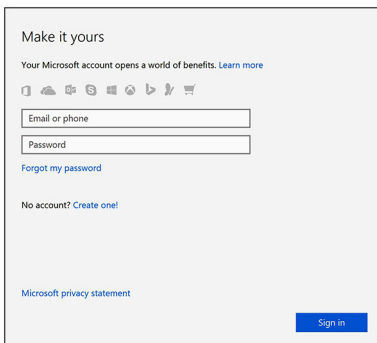 Make it yours
Your Microsoft account opens a world of benefits. Learn more
Email or phone
Password
Forgot my password
No account? Create one!
Microsoft privacy statement
Sign in